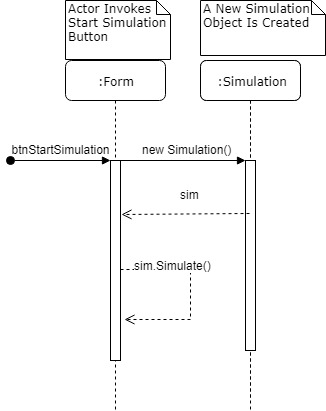 Actor Invokes
Start Simulation
Button
A New Simulation
Object Is Created
:Form
:Simulation
btnStartSimulation
new Simulation()
sim
sim.Simulate()